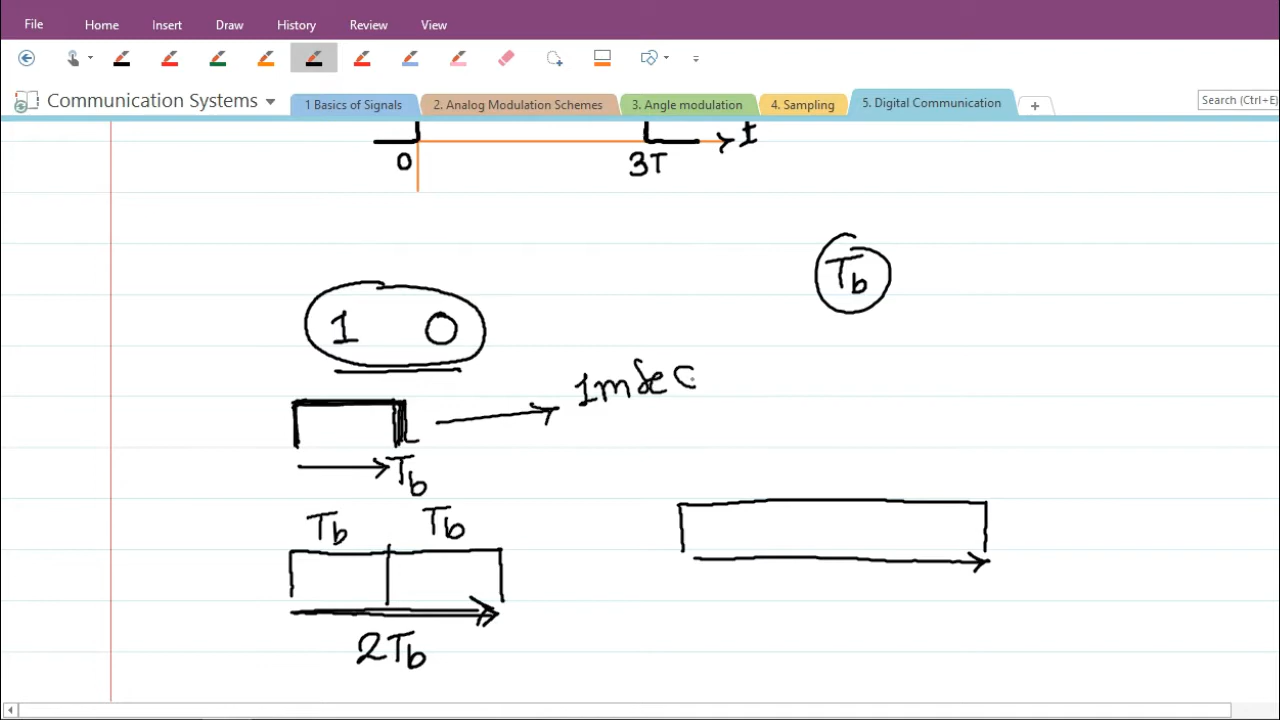 File Home Insert Draw History Review View
Communication Systems 1 Basics of Signals 2. Analog Modulation Schemes 3. Angle modulation 4. Sampling 5. Digital Communication + Search (Ctrl+E)
t
0 3T
Tb
1 0
1mSec
Tb
Tb Tb
2Tb